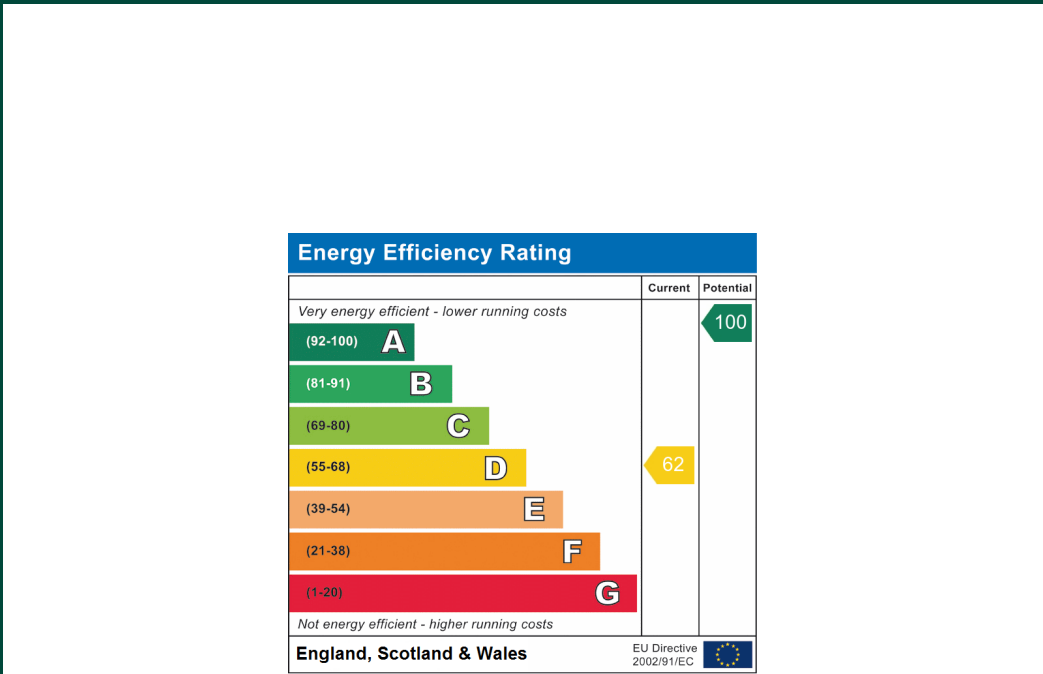 Energy Efficiency Rating
Current Potential
Very energy efficient - lower running costs
100
(92-100) A
(81-91) B
(69-80) C
(55-68) D 62
(39-54) E
(21-38) F
(1-20) G
Not energy efficient - higher running costs
England, Scotland & Wales
EU Directive
2002/91/EC